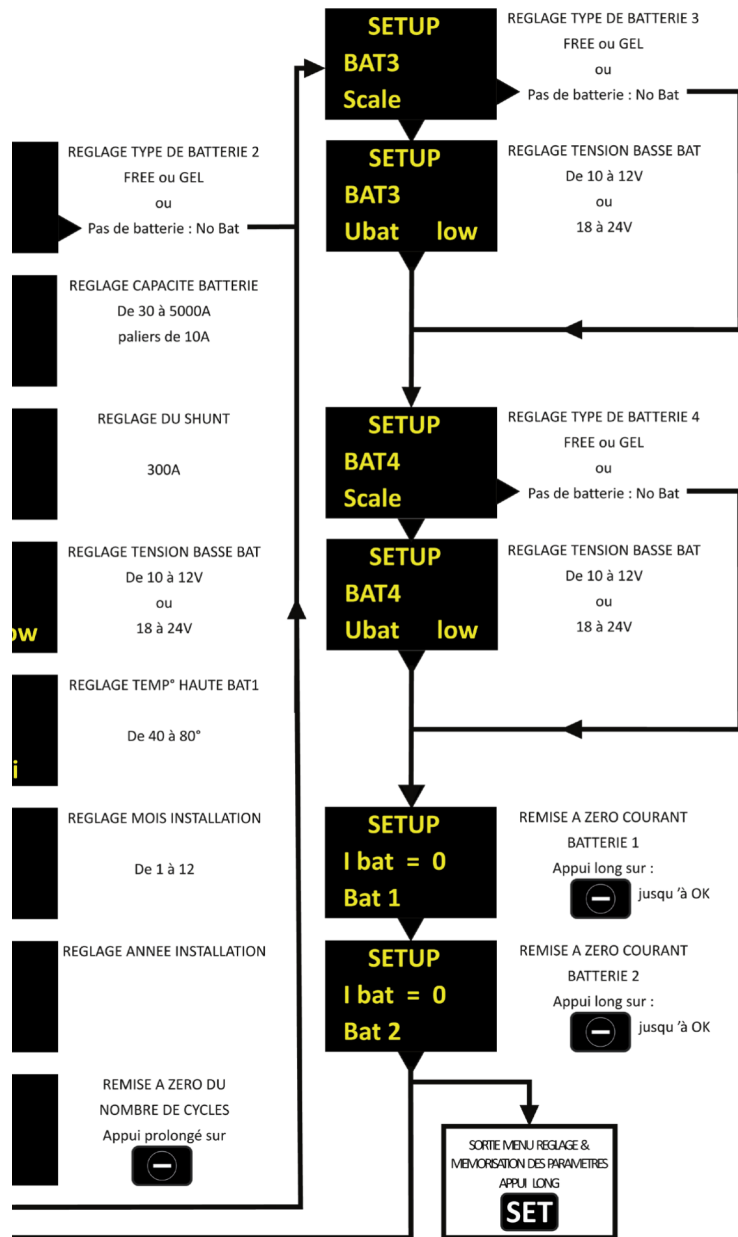 REGLAGE TYPE DE BATTERIE 2
FREE ou GEL
ou
Pas de batterie : No Bat
REGLAGE CAPACITE BATTERIE
De 30 à 5000A
paliers de 10A
REGLAGE DU SHUNT
300A
REGLAGE TENSION BASSE BAT
De 10 à 12V
ou
18 à 24V
ow
REGLAGE TEMP° HAUTE BAT1
De 40 à 80°
i
REGLAGE MOIS INSTALLATION
De 1 à 12
REGLAGE ANNEE INSTALLATION
REMISE A ZERO DU
NOMBRE DE CYCLES
Appui prolongé sur
SETUP
BAT3
Scale
REGLAGE TYPE DE BATTERIE 3
FREE ou GEL
ou
Pas de batterie : No Bat
SETUP
BAT3
Ubat low
REGLAGE TENSION BASSE BAT
De 10 à 12V
ou
18 à 24V
SETUP
BAT4
Scale
REGLAGE TYPE DE BATTERIE 4
FREE ou GEL
ou
Pas de batterie : No Bat
SETUP
BAT4
Ubat low
REGLAGE TENSION BASSE BAT
De 10 à 12V
ou
18 à 24V
SETUP
I bat = 0
Bat 1
REMISE A ZERO COURANT
BATTERIE 1
Appui long sur :
jusqu 'à OK
SETUP
I bat = 0
Bat 2
REMISE A ZERO COURANT
BATTERIE 2
Appui long sur :
jusqu 'à OK
SORTIE MENU REGLAGE &
MEMORISATION DES PARAMETRES
APPUI LONG
SET